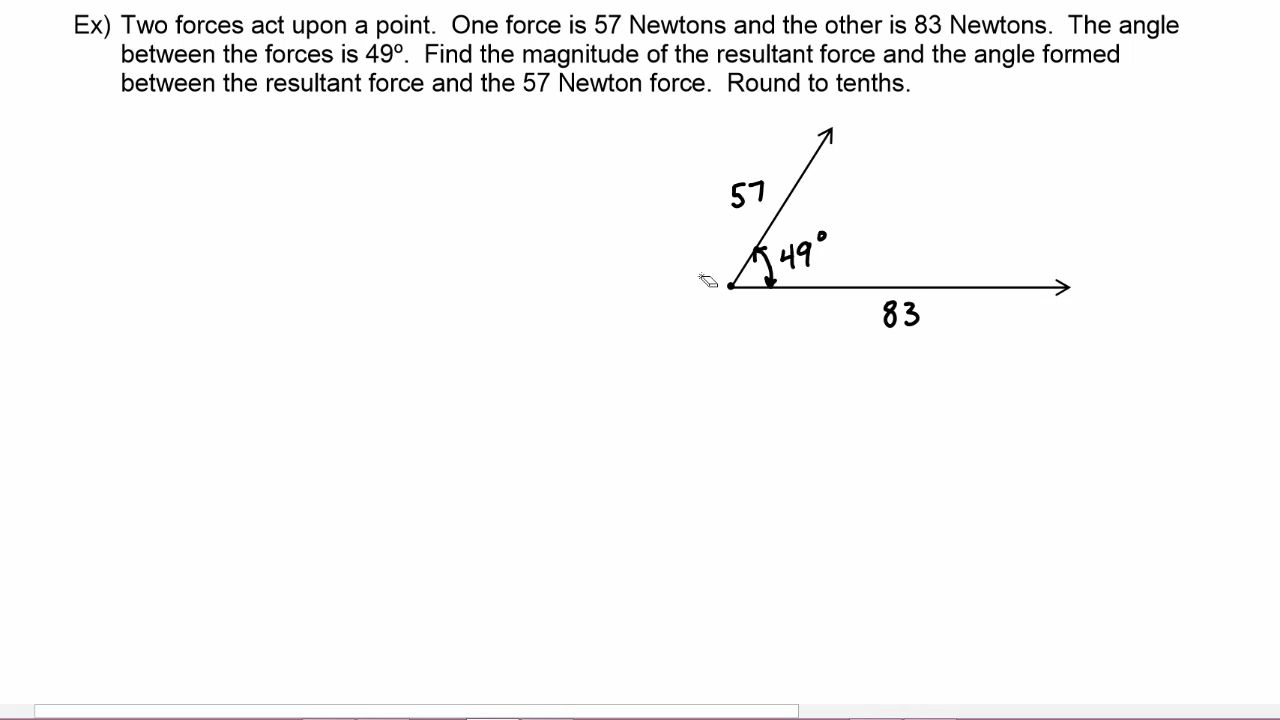 Ex) Two forces act upon a point. One force is 57 Newtons and the other is 83 Newtons. The angle
between the forces is 49º. Find the magnitude of the resultant force and the angle formed
between the resultant force and the 57 Newton force. Round to tenths.
57
49°
83